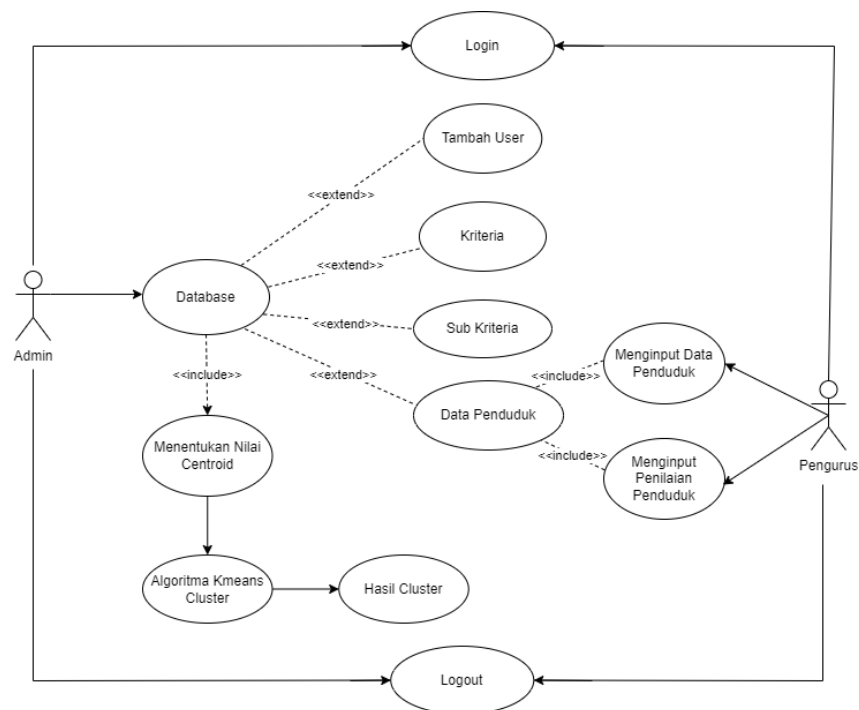 Login
Tambah User
<<extend>>
Kriteria
<<extend>>
Database
Sub Kriteria
<<extend>>
Admin
<<include>>
<<extend>>
Menginput Data
Penduduk
<<include>>
Data Penduduk
Menentukan Nilai
Centroid
<<include>>
Menginput
Penilaian
Penduduk
Pengurus
Algoritma Kmeans
Cluster
Hasil Cluster
Logout